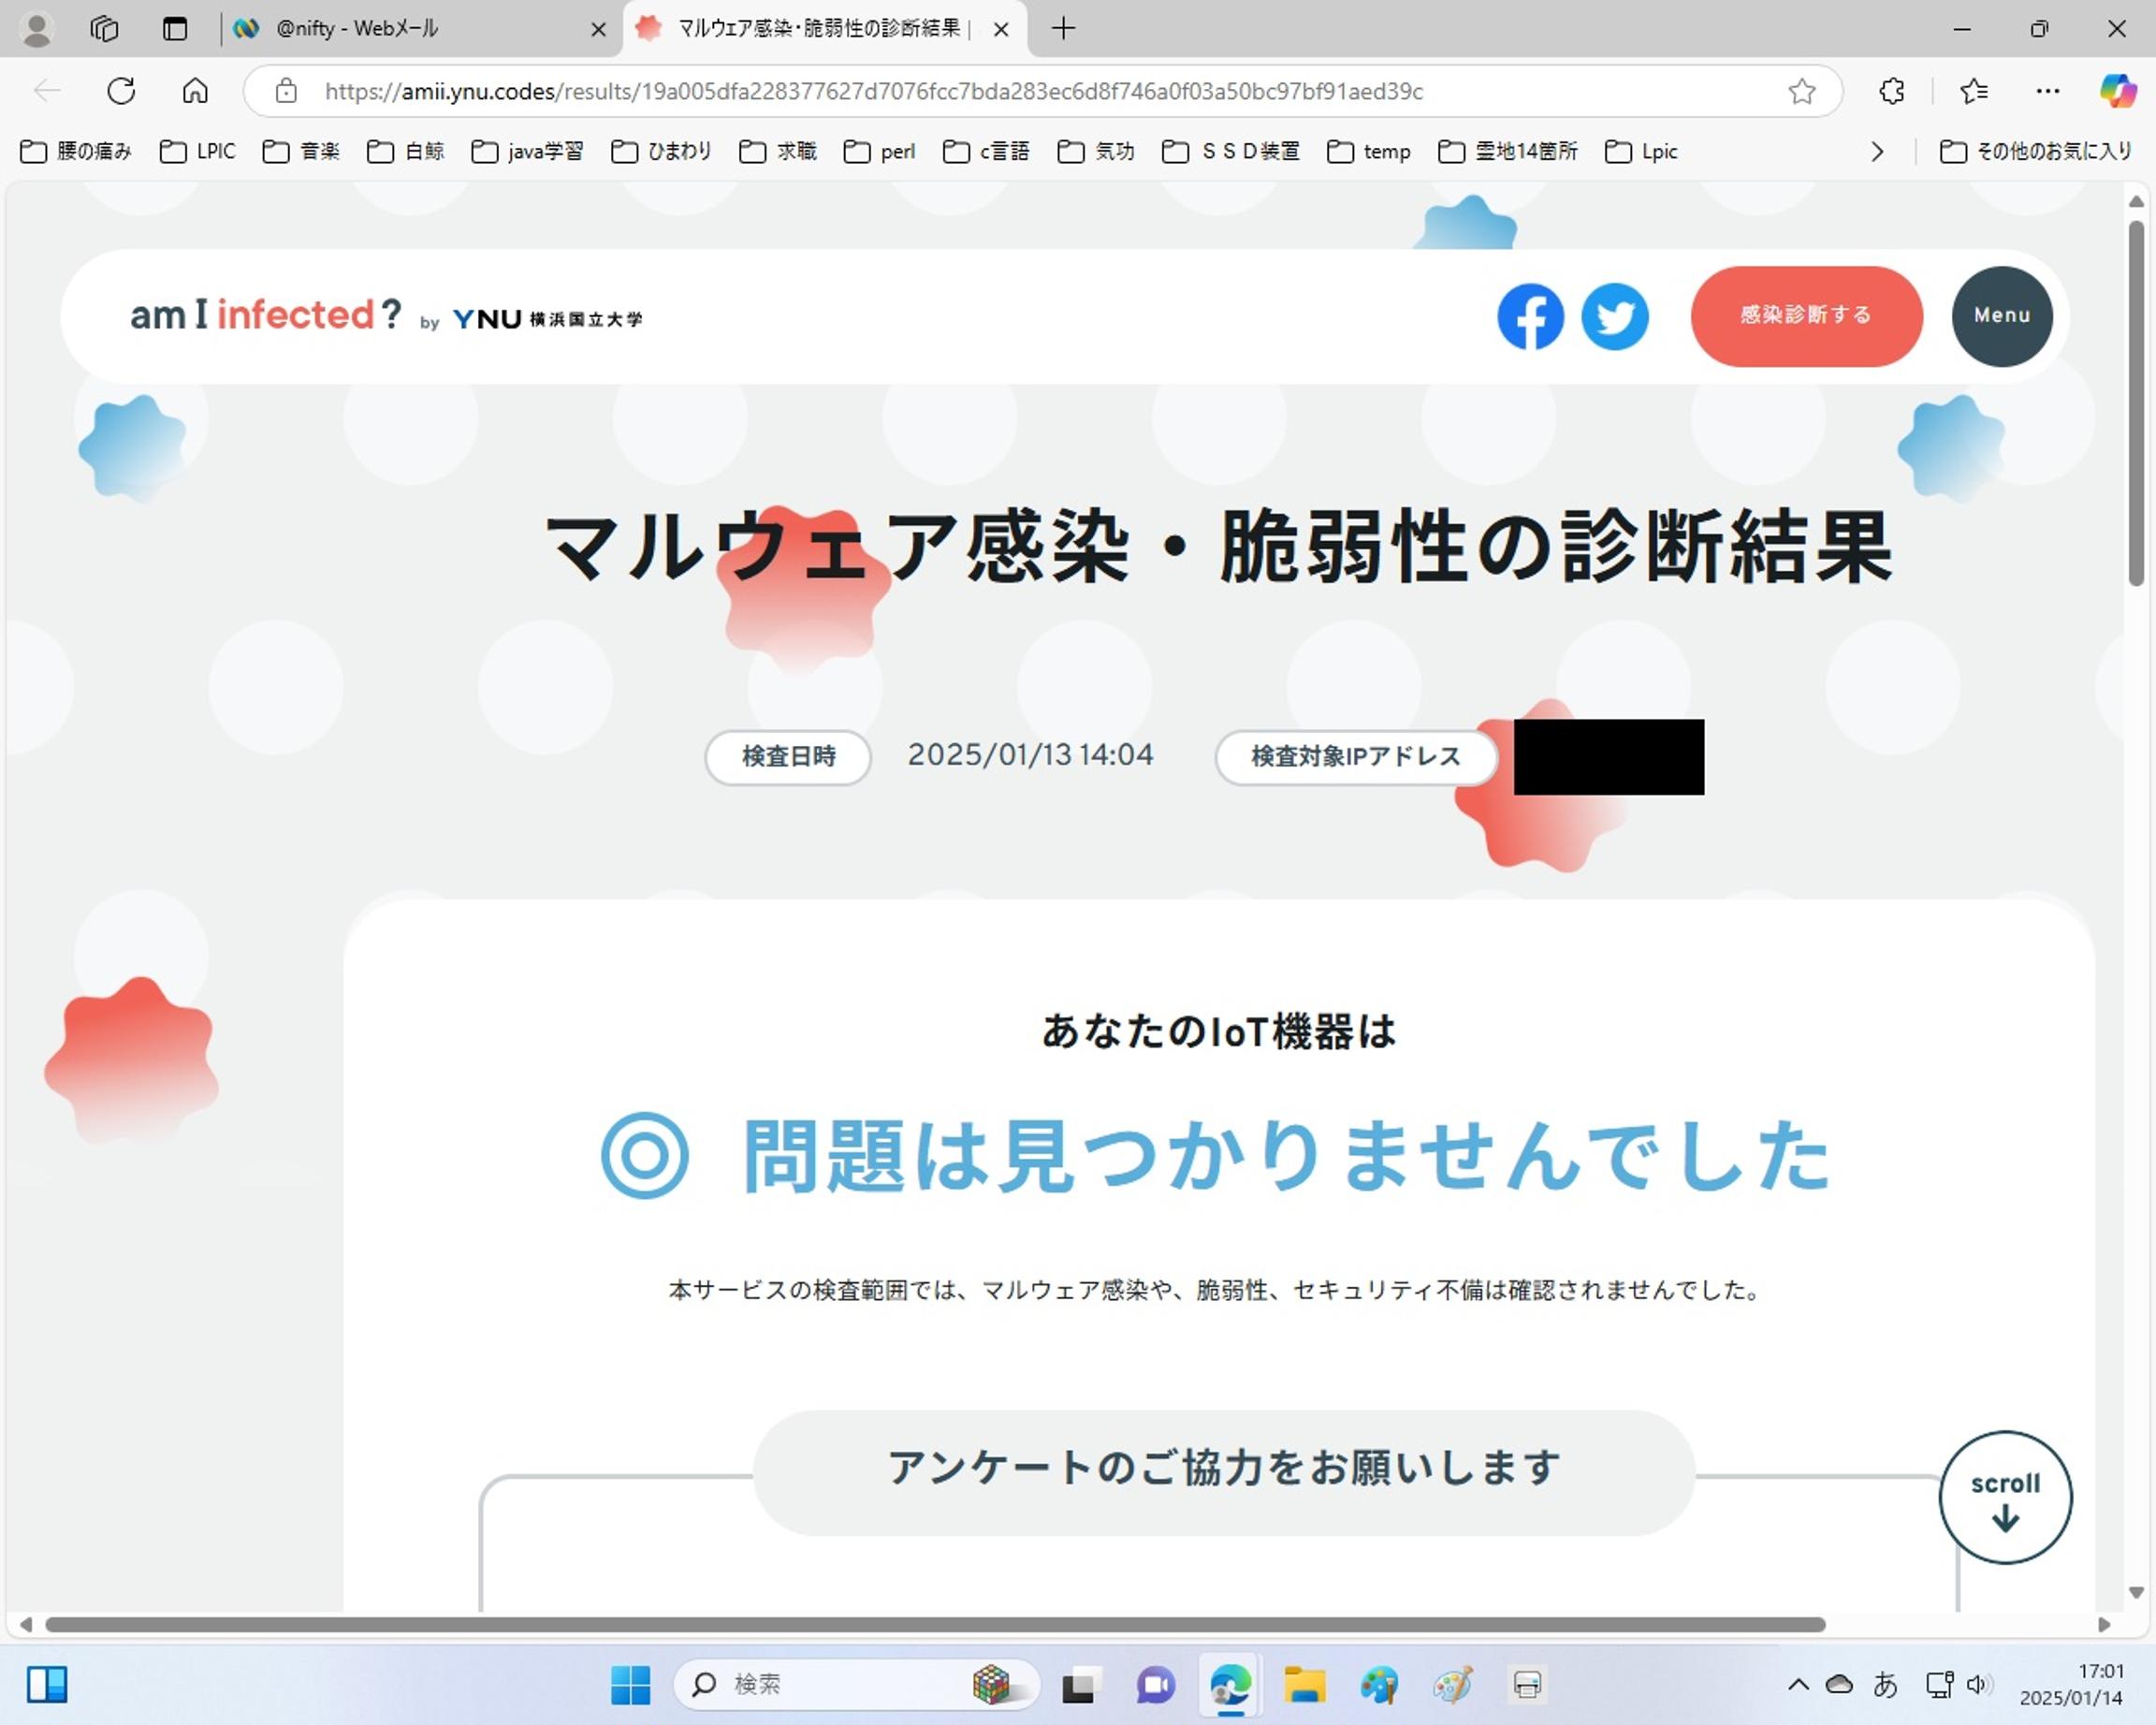 @nifty - Webメール
マルウェア感染・脆弱性の診断結果 |
https://amii.ynu.codes/results/19a005dfa228377627d7076fcc7bda283ec6d8f746a0f03a50bc97bf91aed39c
腰の痛み LPIC 音楽 白鯨 java学習 ひまわり 求職 perl c言語 気功 ＳＳＤ装置 temp 霊地14箇所 Lpic その他のお気に入り
am I infected? by YNU 横浜国立大学
感染診断する
Menu
マルウェア感染・脆弱性の診断結果
検査日時 2025/01/13 14:04 検査対象IPアドレス
あなたのIoT機器は
◎ 問題は見つかりませんでした
本サービスの検査範囲では、マルウェア感染や、脆弱性、セキュリティ不備は確認されませんでした。
アンケートのご協力をお願いします
scroll
検索
あ
17:01
2025/01/14